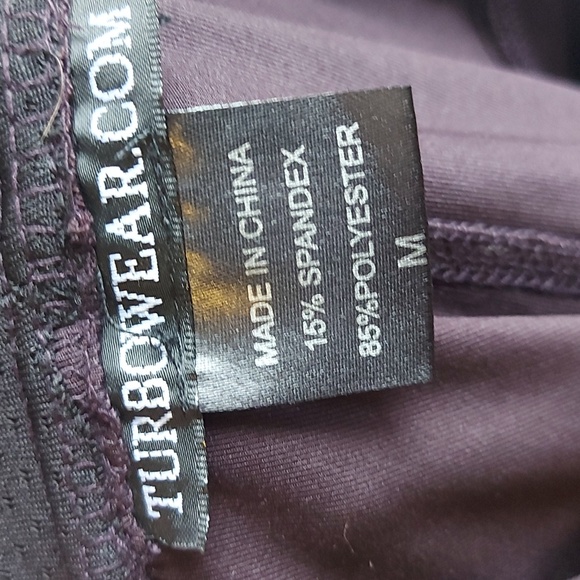 TURBOWEAR.COM
MADE IN CHINA
15% SPANDEX
85%POLYESTER
M